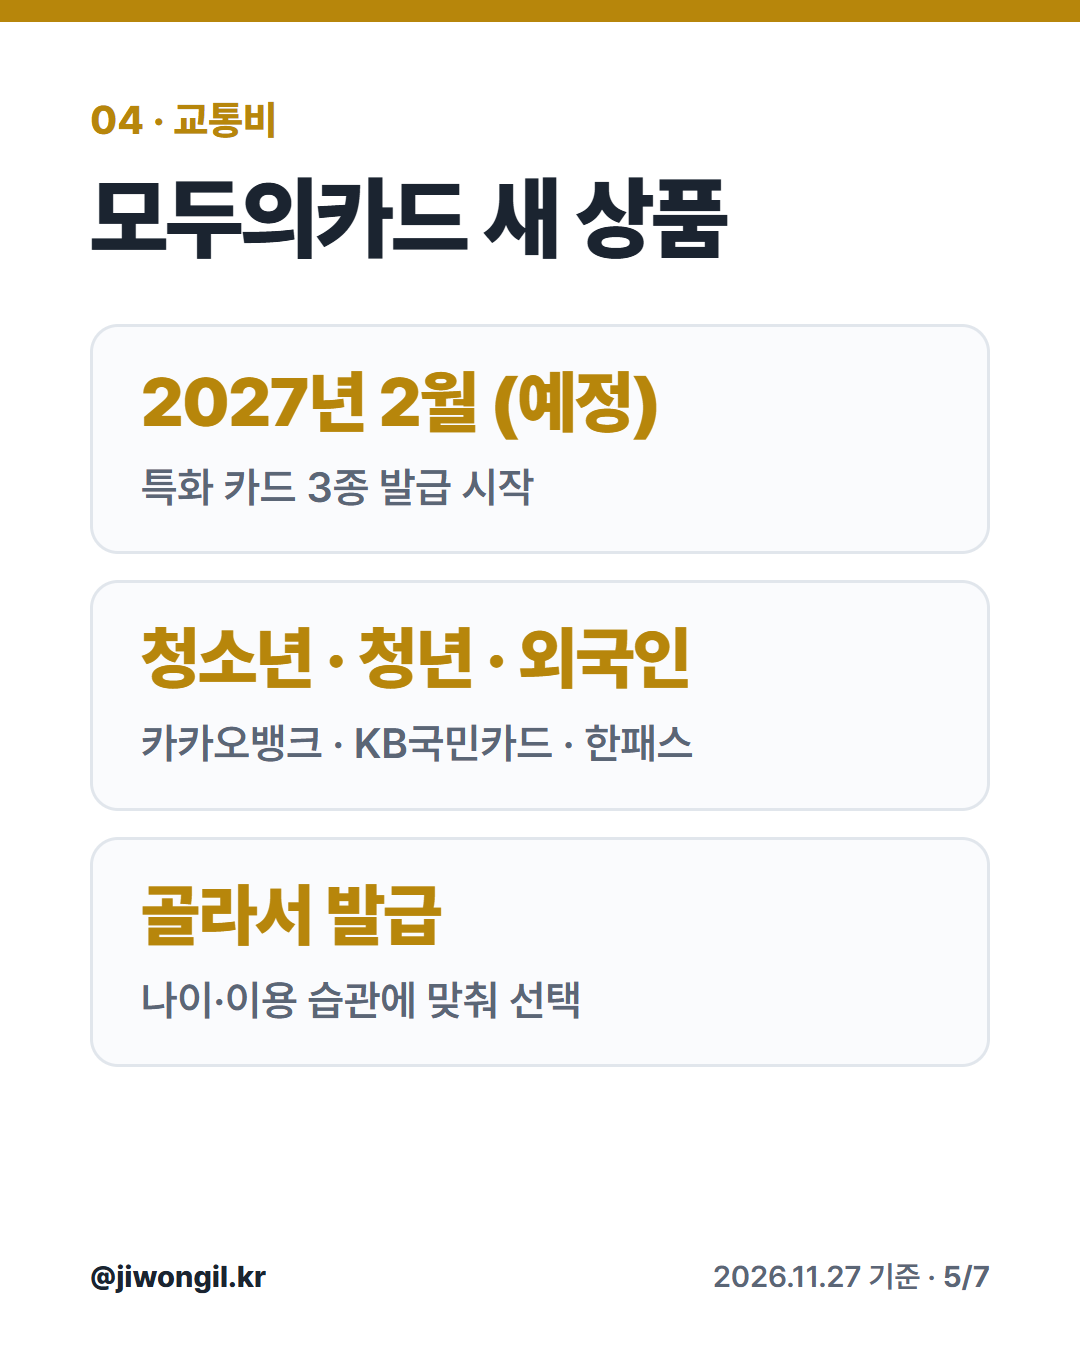 04 · 교통비
모두의카드 새 상품
2027년 2월 (예정)
특화 카드 3종 발급 시작
청소년 · 청년 · 외국인
카카오뱅크 · KB국민카드 · 한패스
골라서 발급
나이·이용 습관에 맞춰 선택
@jiwongil.kr
2026.11.27 기준 · 5/7